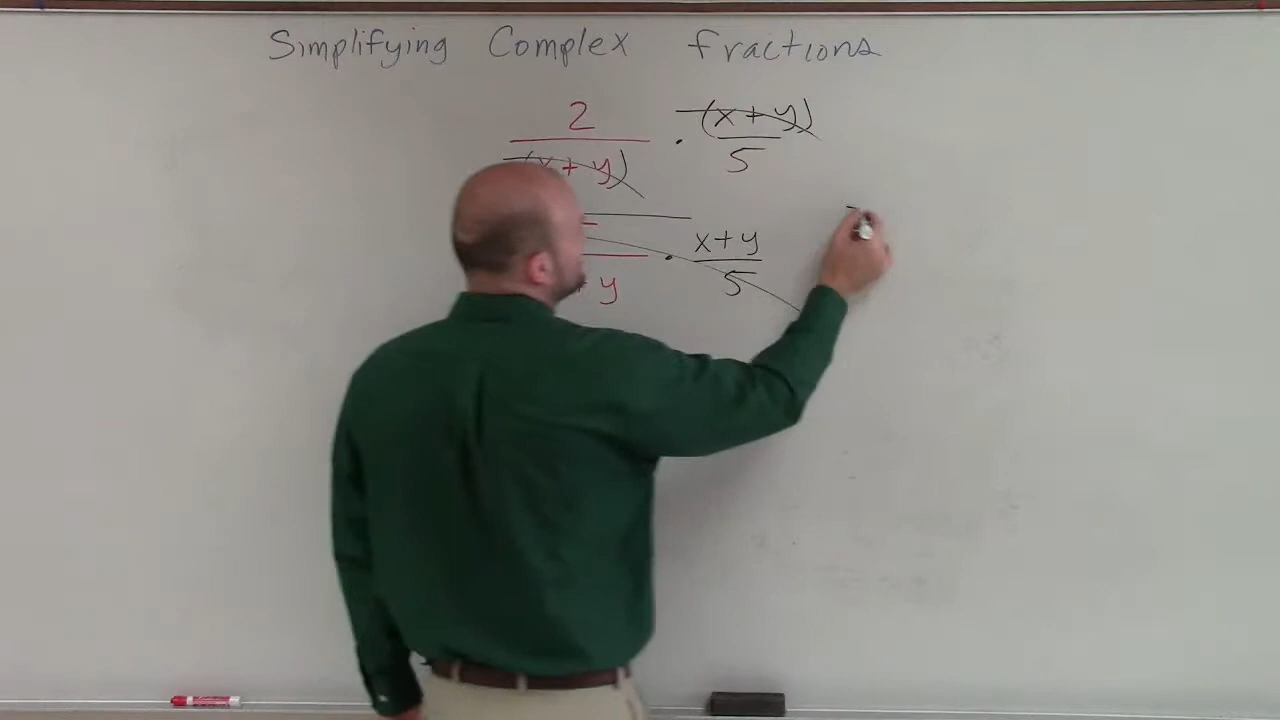 Simplifying Complex fractions
2 · (x + y)
(x + y) 5
· x + y
+ y 5